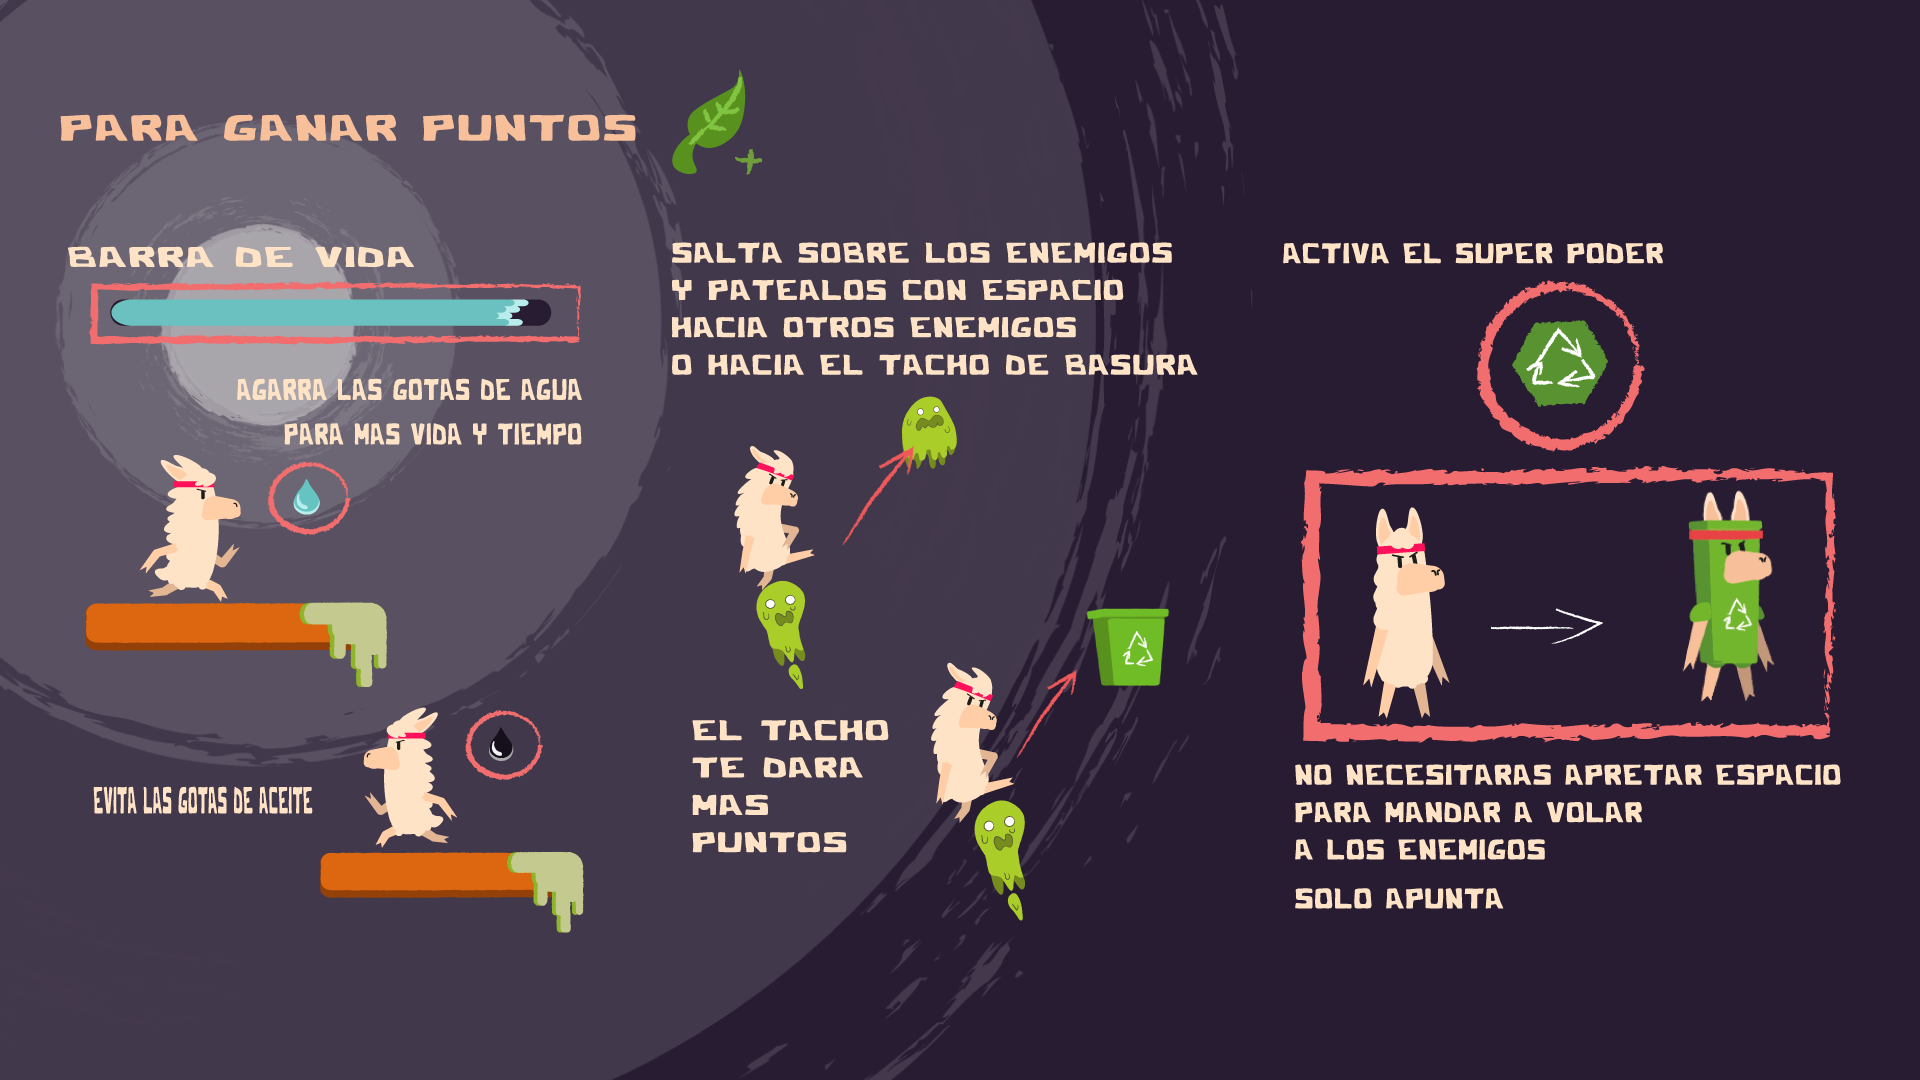 PARA GANAR PUNTOS
BARRA DE VIDA
AGARRA LAS GOTAS DE AGUA
PARA MAS VIDA Y TIEMPO
EVITA LAS GOTAS DE ACEITE
SALTA SOBRE LOS ENEMIGOS
Y PATEALOS CON ESPACIO
HACIA OTROS ENEMIGOS
O HACIA EL TACHO DE BASURA
EL TACHO
TE DARA
MAS
PUNTOS
ACTIVA EL SUPER PODER
NO NECESITARAS APRETAR ESPACIO
PARA MANDAR A VOLAR
A LOS ENEMIGOS
SOLO APUNTA